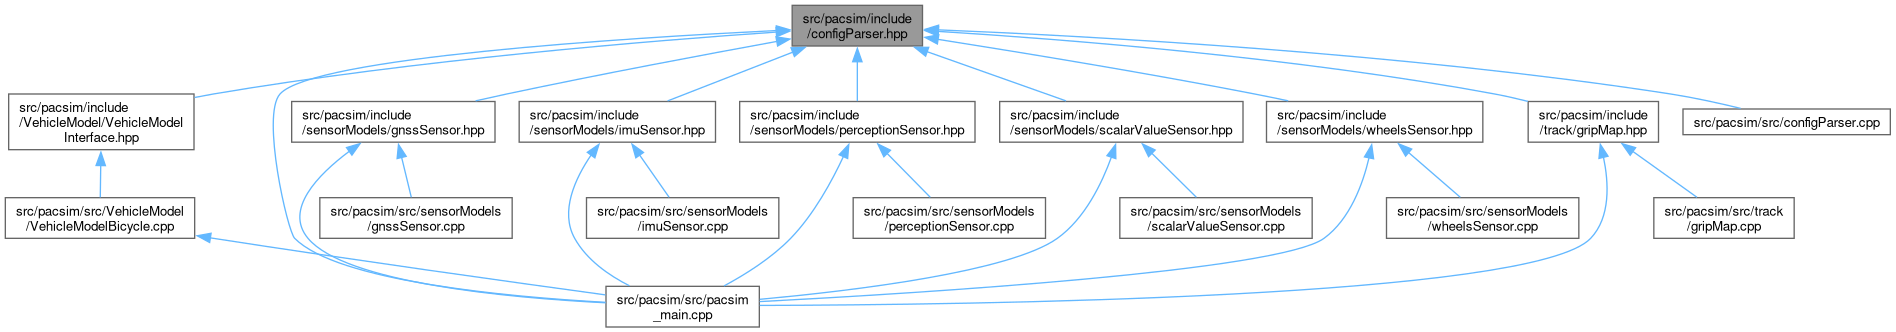 src/pacsim/include
/configParser.hpp
src/pacsim/include
/VehicleModel/VehicleModel
Interface.hpp
src/pacsim/include
/sensorModels/gnssSensor.hpp
src/pacsim/include
/sensorModels/imuSensor.hpp
src/pacsim/include
/sensorModels/perceptionSensor.hpp
src/pacsim/include
/sensorModels/scalarValueSensor.hpp
src/pacsim/include
/sensorModels/wheelsSensor.hpp
src/pacsim/include
/track/gripMap.hpp
src/pacsim/src/configParser.cpp
src/pacsim/src/VehicleModel
/VehicleModelBicycle.cpp
src/pacsim/src/sensorModels
/gnssSensor.cpp
src/pacsim/src/sensorModels
/imuSensor.cpp
src/pacsim/src/sensorModels
/perceptionSensor.cpp
src/pacsim/src/sensorModels
/scalarValueSensor.cpp
src/pacsim/src/sensorModels
/wheelsSensor.cpp
src/pacsim/src/track
/gripMap.cpp
src/pacsim/src/pacsim
_main.cpp